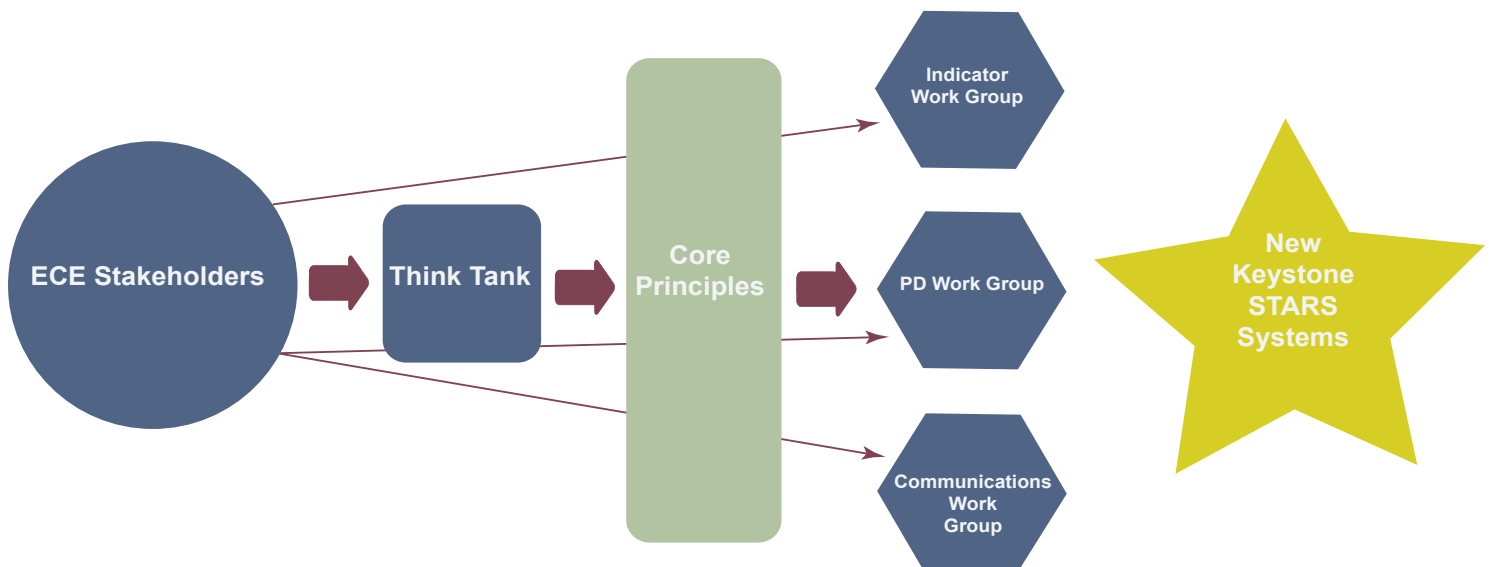 ECE Stakeholders
Think Tank
Core
Principles
Indicator
Work Group
PD Work Group
Communications
Work
Group
New
Keystone
STARS
Systems